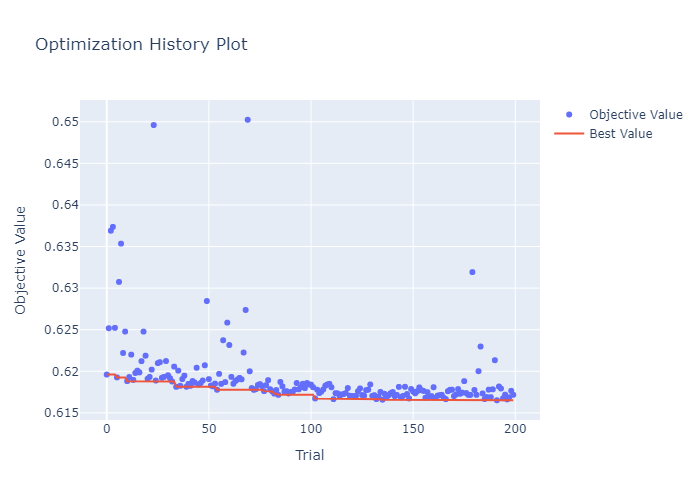 Optimization History Plot
Objective Value
Best Value
0.65
0.645
0.64
0.635
0.63
0.625
0.62
0.615
Objective Value
0
50
100
150
200
Trial